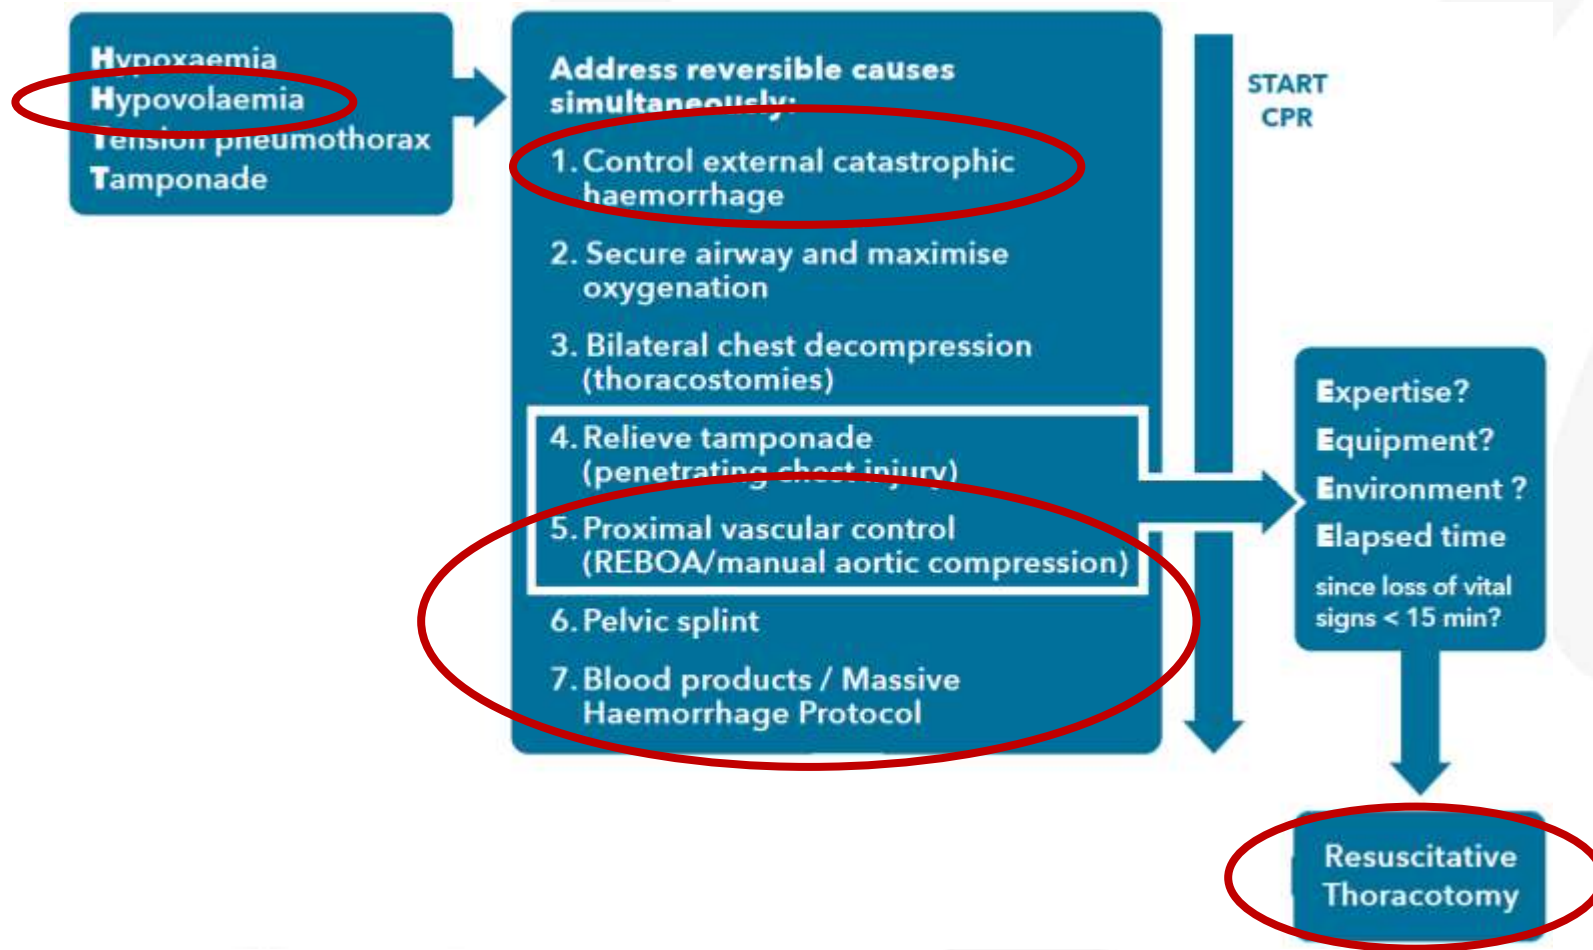 Hypoxaemia
Hypovolaemia
Tension pneumothorax
Tamponade
Address reversible causes
simultaneously:
1. Control external catastrophic
haemorrhage
2. Secure airway and maximise
oxygenation
3. Bilateral chest decompression
(thoracostomies)
4. Relieve tamponade
(penetrating chest injury)
5. Proximal vascular control
(REBOA/manual aortic compression)
6. Pelvic splint
7. Blood products / Massive
Haemorrhage Protocol
START
CPR
Expertise?
Equipment?
Environment ?
Elapsed time
since loss of vital
signs < 15 min?
Resuscitative
Thoracotomy